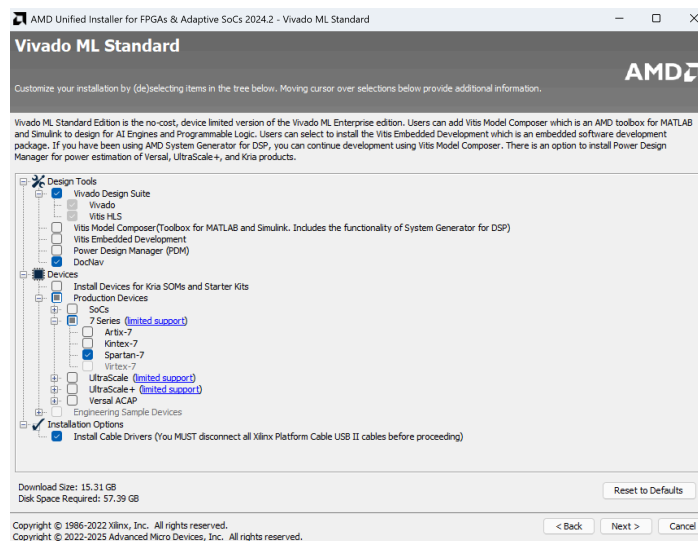 AMD Unified Installer for FPGAs & Adaptive SoCs 2024.2 - Vivado ML Standard
Vivado ML Standard
AMD
Customize your installation by (de)selecting items in the tree below. Moving cursor over selections below provide additional information.
Vivado ML Standard Edition is the no-cost, device limited version of the Vivado ML Enterprise edition. Users can add Vitis Model Composer which is an AMD toolbox for MATLAB
and Simulink to design for AI Engines and Programmable Logic. Users can select to install the Vitis Embedded Development which is an embedded software development
package. If you have been using AMD System Generator for DSP, you can continue development using Vitis Model Composer. There is an option to install Power Design
Manager for power estimation of Versal, UltraScale+, and Kria products.
Design Tools
Vivado Design Suite
Vivado
Vitis HLS
Vitis Model Composer(Toolbox for MATLAB and Simulink. Includes the functionality of System Generator for DSP)
Vitis Embedded Development
Power Design Manager (PDM)
DocNav
Devices
Install Devices for Kria SOMs and Starter Kits
Production Devices
SoCs
7 Series (limited support)
Artix-7
Kintex-7
Spartan-7
Virtex-7
UltraScale (limited support)
UltraScale+ (limited support)
Versal ACAP
Engineering Sample Devices
Installation Options
Install Cable Drivers (You MUST disconnect all Xilinx Platform Cable USB II cables before proceeding)
Download Size: 15.31 GB
Disk Space Required: 57.39 GB
Reset to Defaults
Copyright © 1986-2022 Xilinx, Inc. All rights reserved.
Copyright © 2022-2025 Advanced Micro Devices, Inc. All rights reserved.
< Back
Next >
Cancel